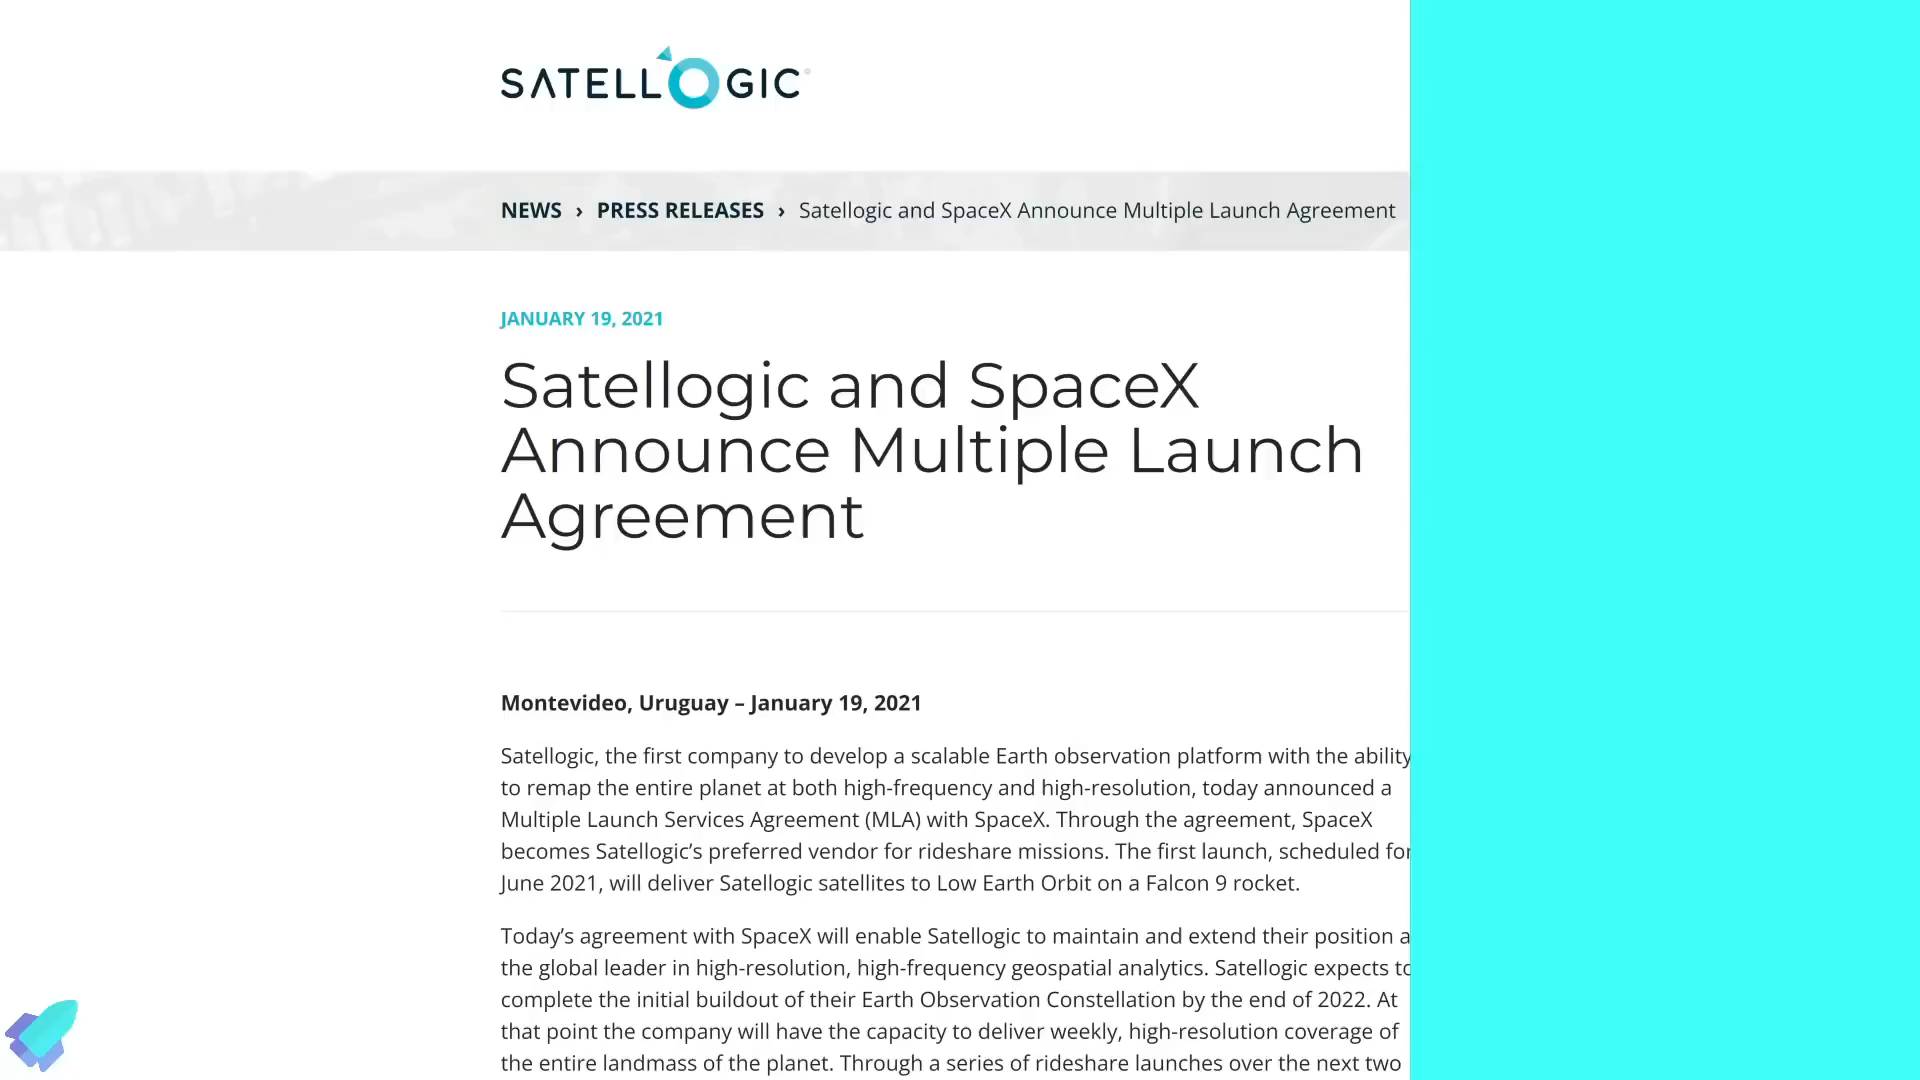 SATELLOGIC
NEWS › PRESS RELEASES › Satellogic and SpaceX Announce Multiple Launch Agreement
JANUARY 19, 2021
Satellogic and SpaceX
Announce Multiple Launch
Agreement
Montevideo, Uruguay – January 19, 2021
Satellogic, the first company to develop a scalable Earth observation platform with the ability
to remap the entire planet at both high-frequency and high-resolution, today announced a
Multiple Launch Services Agreement (MLA) with SpaceX. Through the agreement, SpaceX
becomes Satellogic’s preferred vendor for rideshare missions. The first launch, scheduled for
June 2021, will deliver Satellogic satellites to Low Earth Orbit on a Falcon 9 rocket.
Today’s agreement with SpaceX will enable Satellogic to maintain and extend their position
the global leader in high-resolution, high-frequency geospatial analytics. Satellogic expects to
complete the initial buildout of their Earth Observation Constellation by the end of 2022. At
that point the company will have the capacity to deliver weekly, high-resolution coverage of
the entire landmass of the planet. Through a series of rideshare launches over the next two